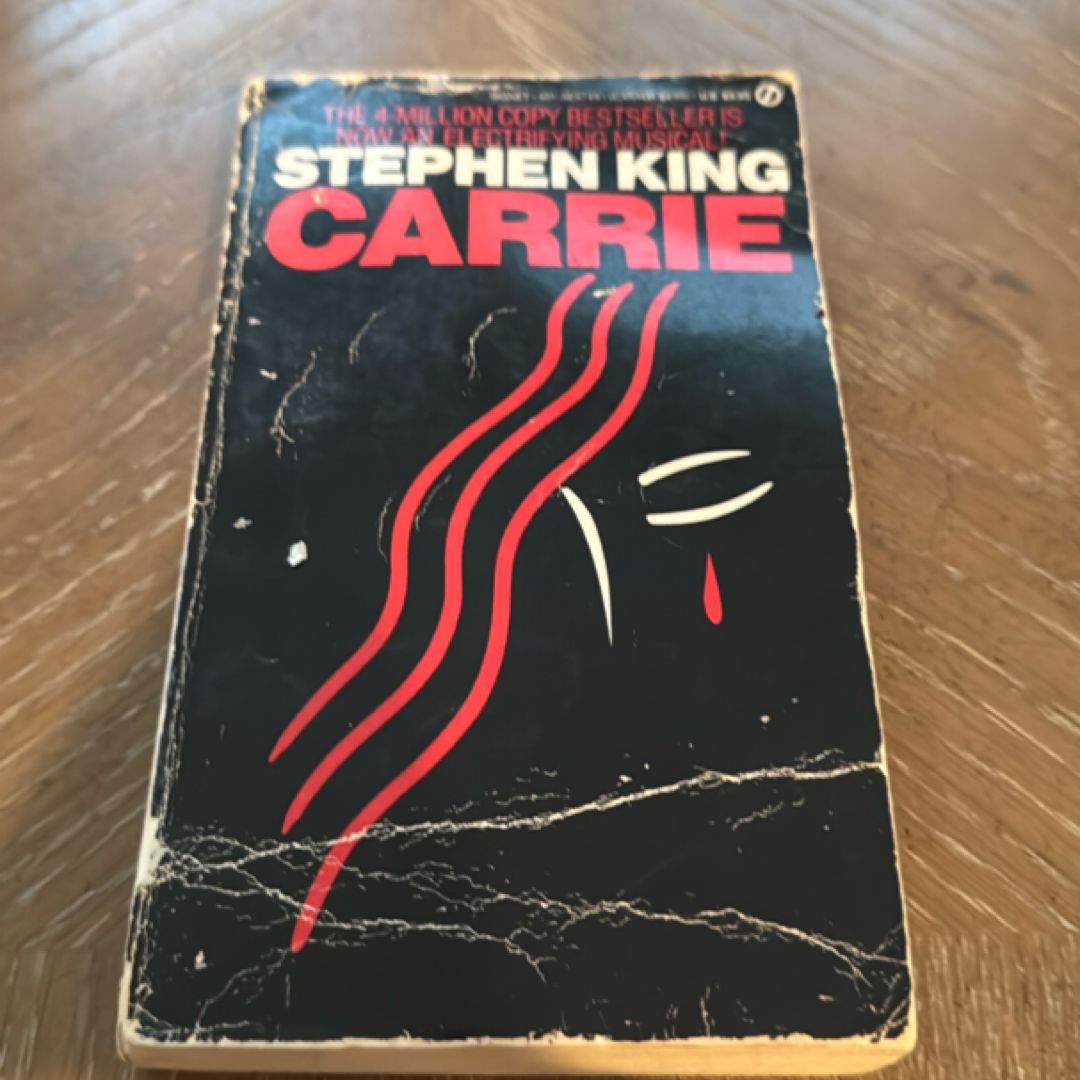 THE 4-MILLION COPY BESTSELLER IS
NOW AN ELECTRIFYING MUSICAL!
STEPHEN KING
CARRIE